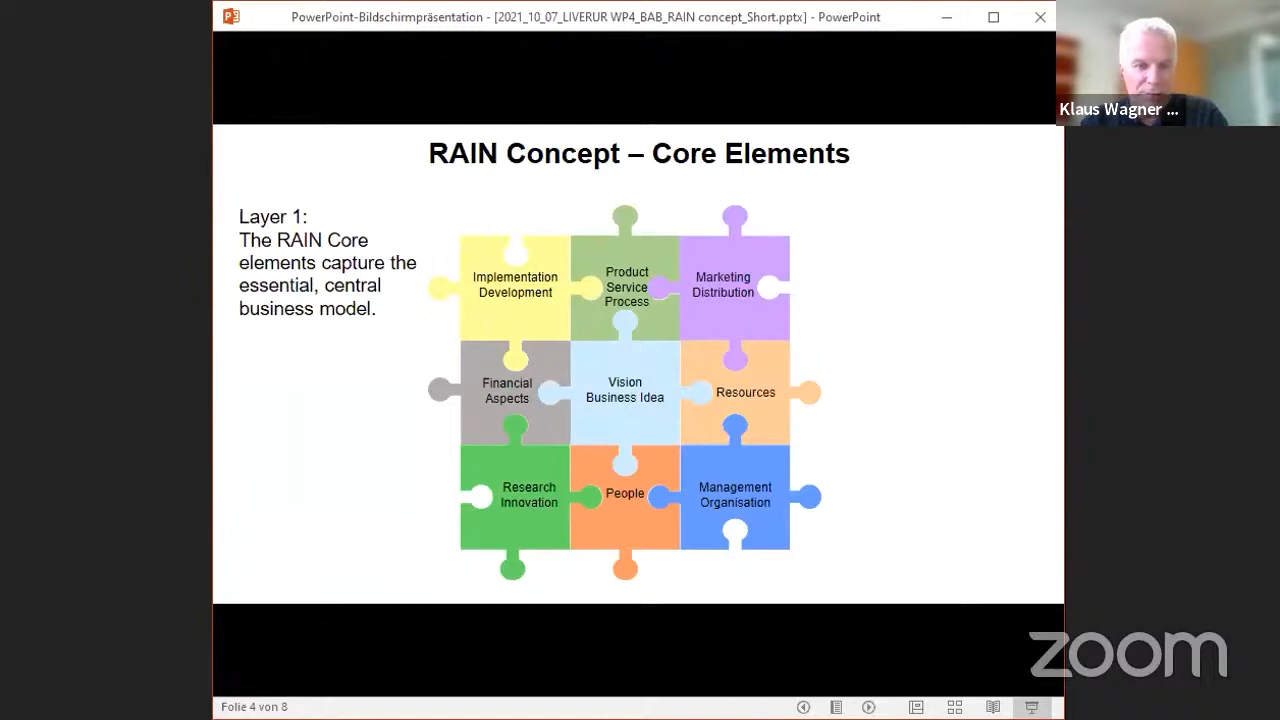 PowerPoint-Bildschirmpräsentation - [2021_10_07_LIVERUR WP4_BAB_RAIN concept_Short.pptx] - PowerPoint
Klaus Wagner ...
RAIN Concept – Core Elements
Layer 1:
The RAIN Core
elements capture the
essential, central
business model.
Implementation
Development
Product
Service
Process
Marketing
Distribution
Financial
Aspects
Vision
Business Idea
Resources
Research
Innovation
People
Management
Organisation
zoom
Folie 4 von 8